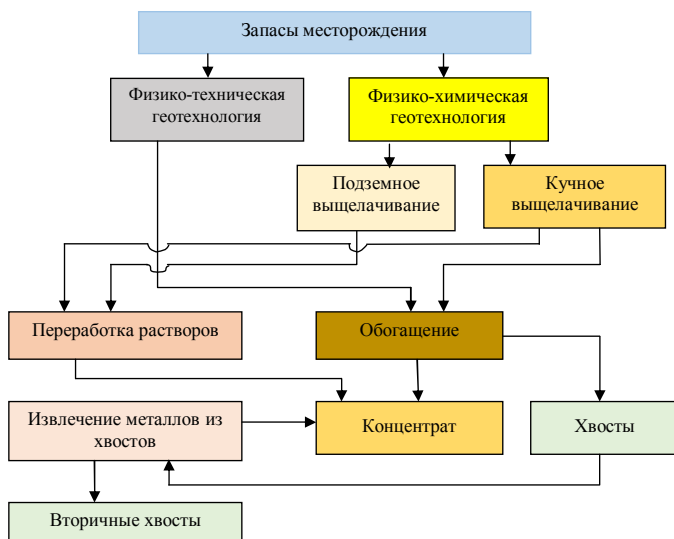 Запасы месторождения
Физико-техническая
геотехнология
Физико-химическая
геотехнология
Подземное
выщелачивание
Кучное
выщелачивание
Переработка растворов
Обогащение
Извлечение металлов из
хвостов
Концентрат
Хвосты
Вторичные хвосты